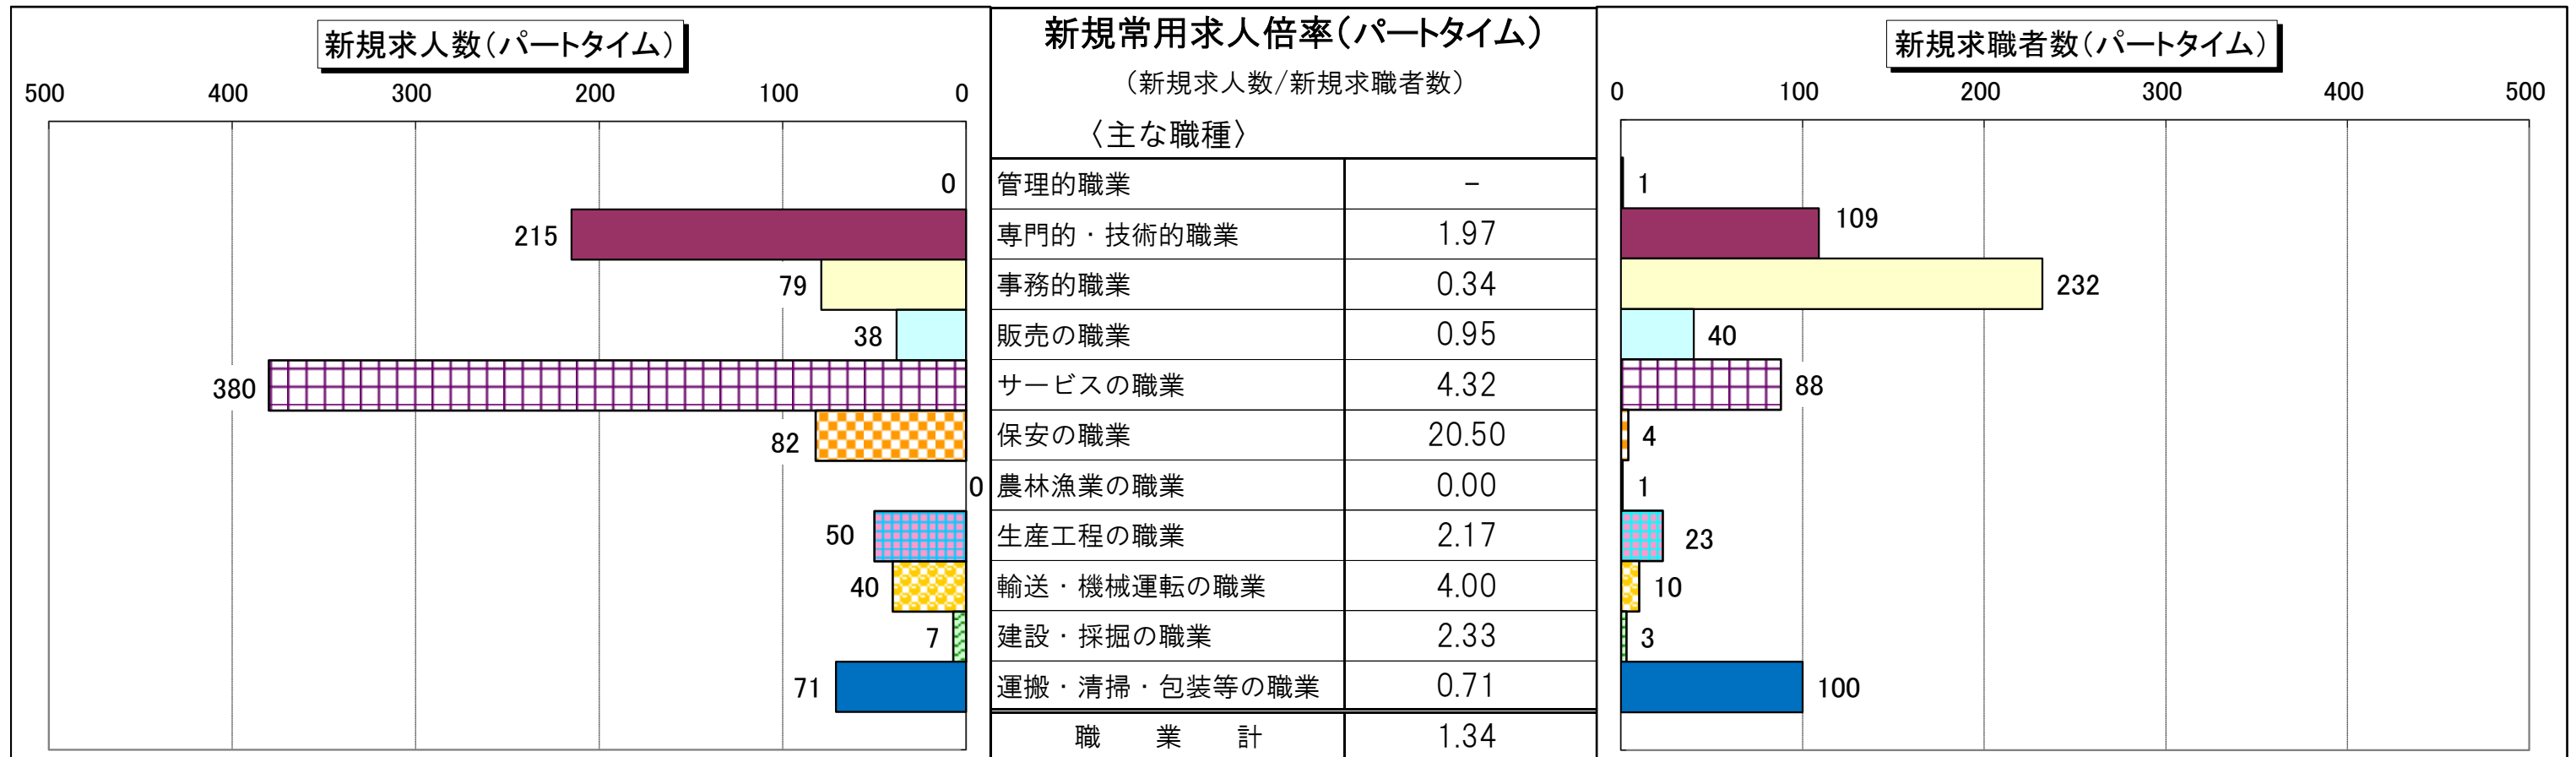 新規求人数(パートタイム)
500 400 300 200 100 0
0
215
79
38
380
82
0
50
40
7
71
新規常用求人倍率(パートタイム)
(新規求人数/新規求職者数)
〈主な職種〉
管理的職業 －
専門的・技術的職業 1.97
事務的職業 0.34
販売の職業 0.95
サービスの職業 4.32
保安の職業 20.50
農林漁業の職業 0.00
生産工程の職業 2.17
輸送・機械運転の職業 4.00
建設・採掘の職業 2.33
運搬・清掃・包装等の職業 0.71
職　業　計 1.34
新規求職者数(パートタイム)
0 100 200 300 400 500
1
109
232
40
88
4
1
23
10
3
100